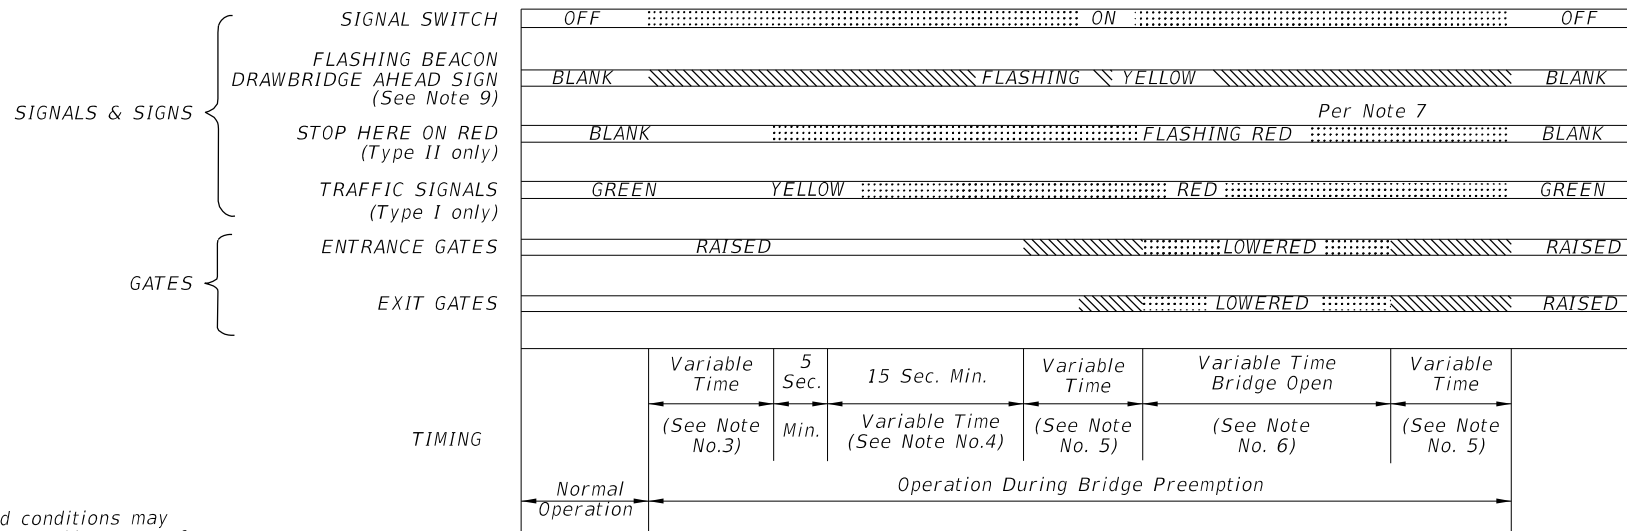 SIGNAL SWITCH OFF ON OFF
FLASHING BEACON
DRAWBRIDGE AHEAD SIGN BLANK FLASHING YELLOW BLANK
(See Note 9)
SIGNALS & SIGNS
Per Note 7
STOP HERE ON RED BLANK FLASHING RED BLANK
(Type II only)
TRAFFIC SIGNALS GREEN YELLOW RED GREEN
(Type I only)
ENTRANCE GATES RAISED LOWERED RAISED
GATES
EXIT GATES LOWERED RAISED
TIMING
Variable
Time
(See Note
No.3)
5
Sec.
Min.
15 Sec. Min.
Variable Time
(See Note No.4)
Variable
Time
(See Note
No. 5)
Variable Time
Bridge Open
(See Note
No. 6)
Variable
Time
(See Note
No. 5)
Normal
Operation
Operation During Bridge Preemption
d conditions may